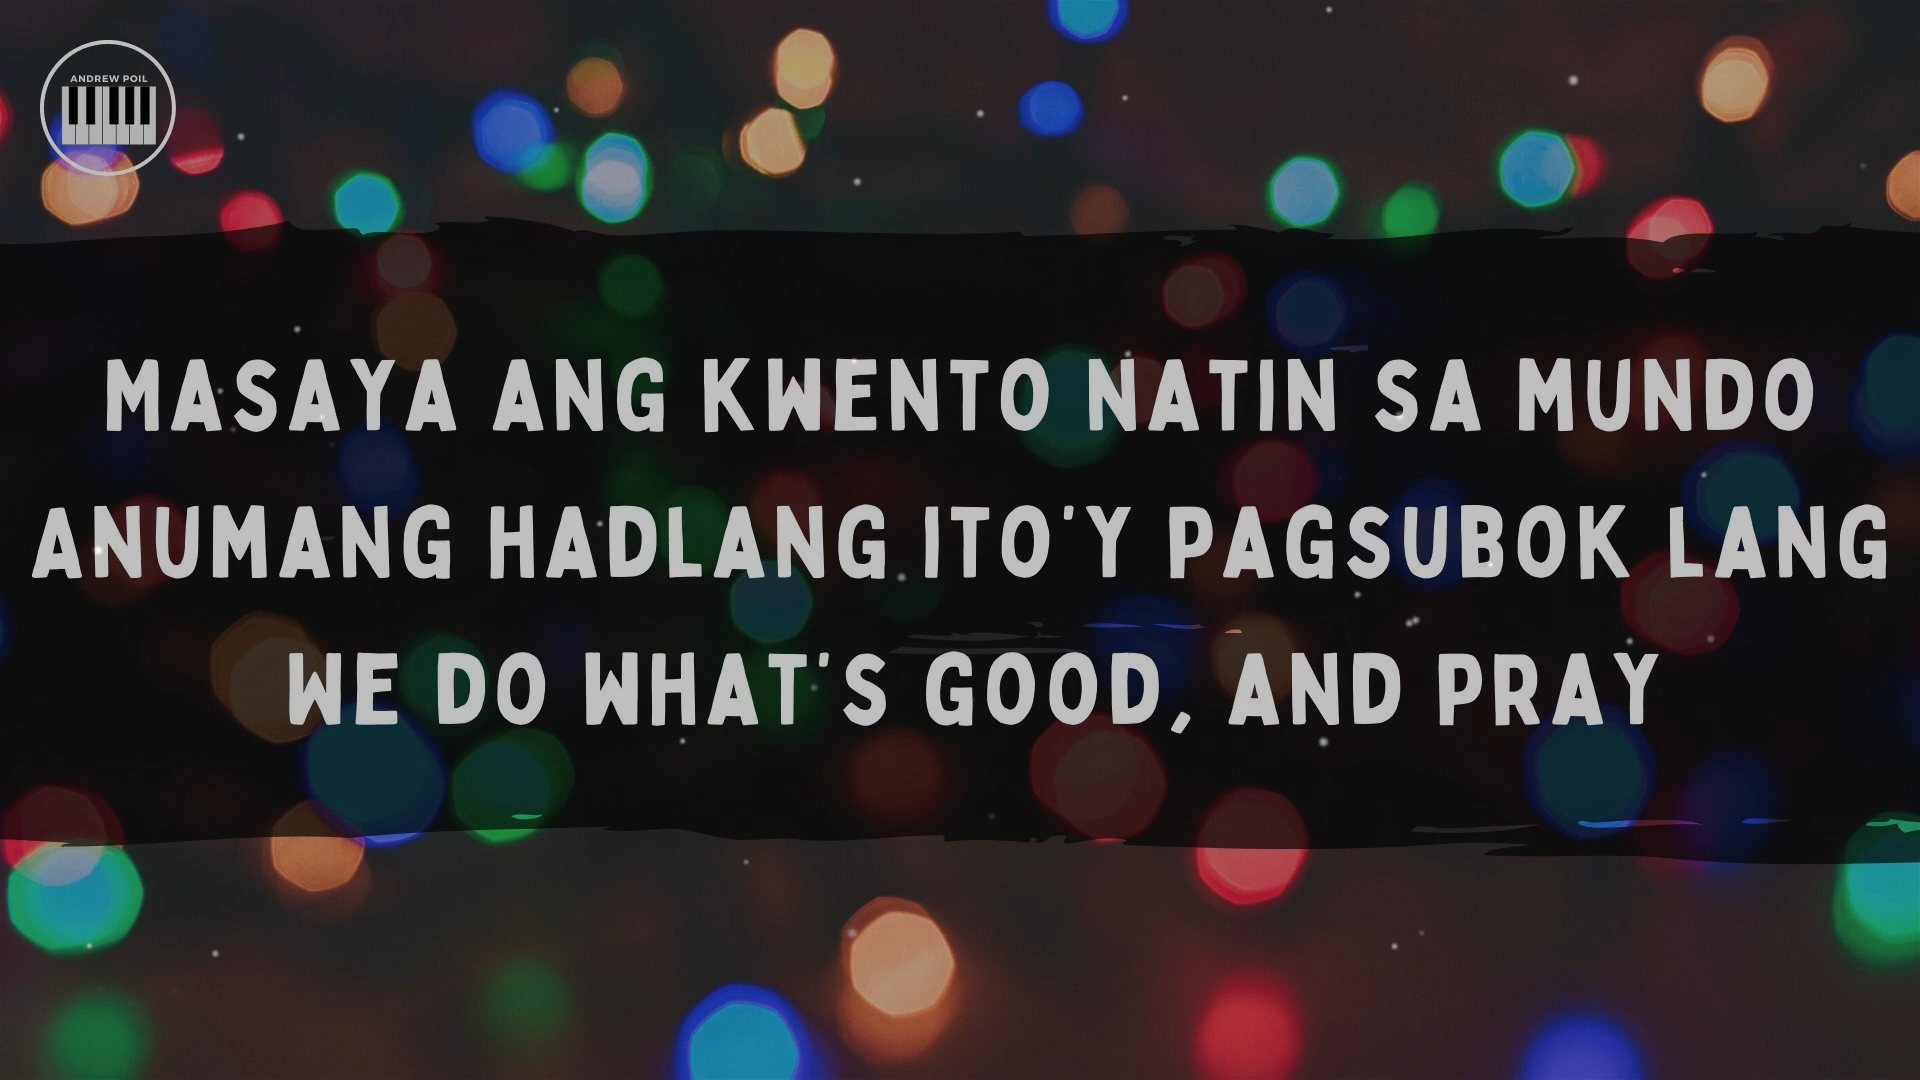 ANDREW POIL
MASAYA ANG KWENTO NATIN SA MUNDO
ANUMANG HADLANG ITO'Y PAGSUBOK LANG
WE DO WHAT'S GOOD, AND PRAY